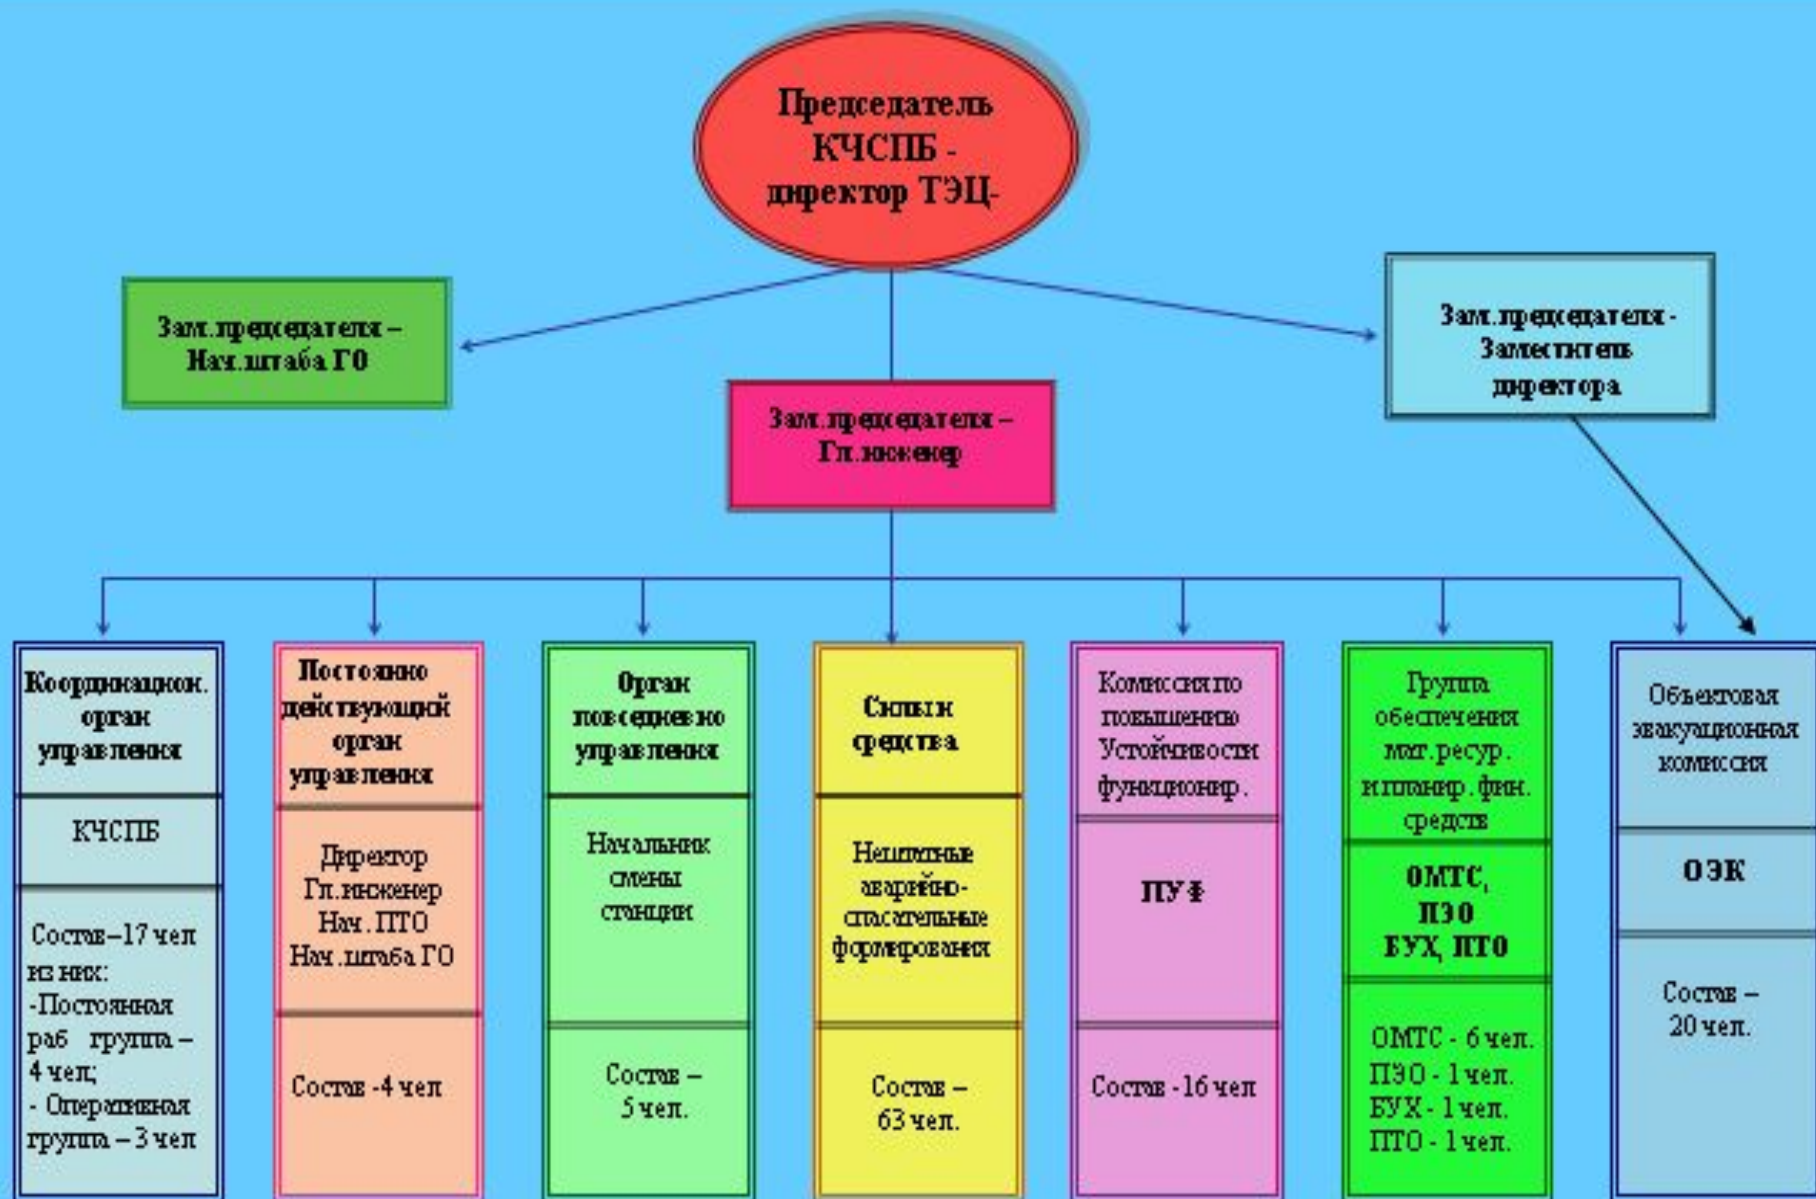 Председатель
КЧСПБ -
директор ТЭЦ-
Зам.председателя –
Нач.штаба ГО
Зам.председателя –
Гл.инженер
Зам.председателя -
Заместитель
директора
Координацион.
орган
управления
КЧСПБ
Состав–17 чел
из них:
-Постоянная
раб группа –
4 чел;
- Оперативная
группа – 3 чел
Постоянно
действующий
орган
управления
Директор
Гл.инженер
Нач. ПТО
Нач.штаба ГО
Состав -4 чел
Орган
повседневно
управления
Начальник
смены
станции
Состав –
5 чел.
Силы и
средства
Нештатные
аварийно-
спасательные
формирования
Состав –
63 чел.
Комиссия по
повышению
Устойчивости
функционир.
ПУФ
Состав -16 чел
Группа
обеспечения
мат.ресур.
и планир. фин.
средств
ОМТС,
ПЭО
БУХ, ПТО
ОМТС - 6 чел.
ПЭО - 1 чел.
БУХ - 1 чел.
ПТО - 1 чел.
Объектовая
эвакуационная
комиссия
ОЭК
Состав –
20 чел.